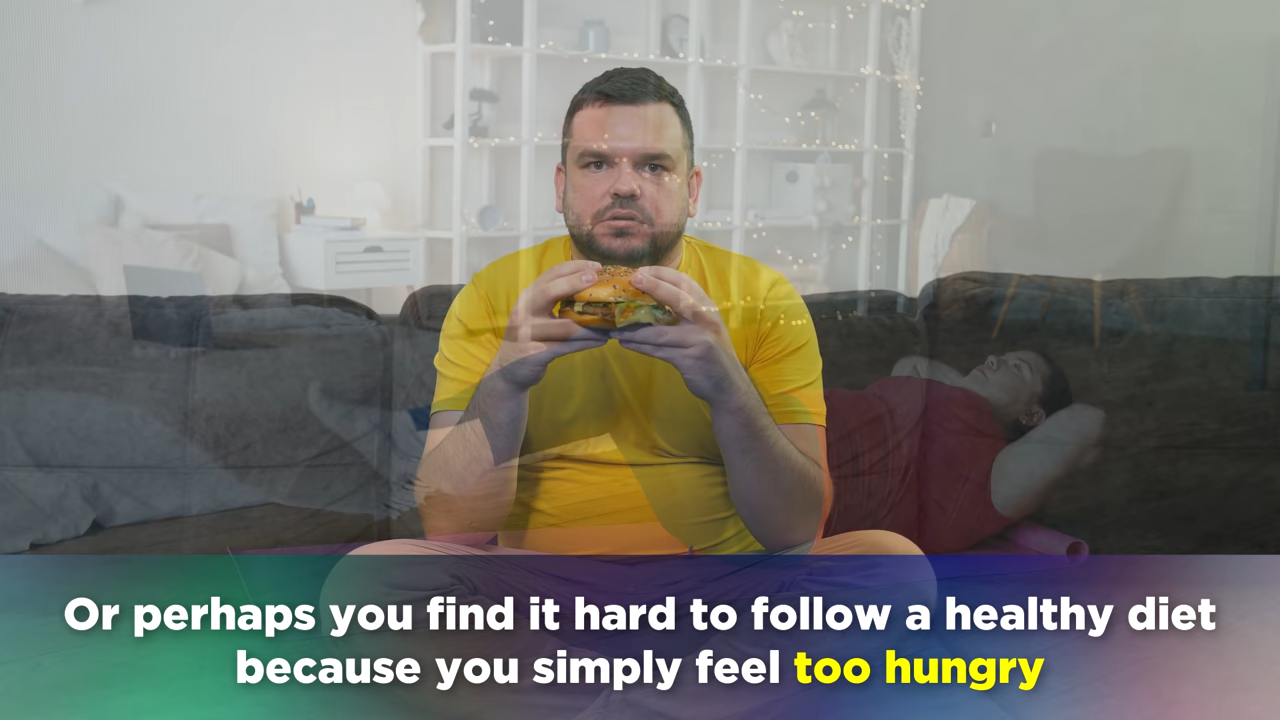 Or perhaps you find it hard to follow a healthy diet
because you simply feel too hungry